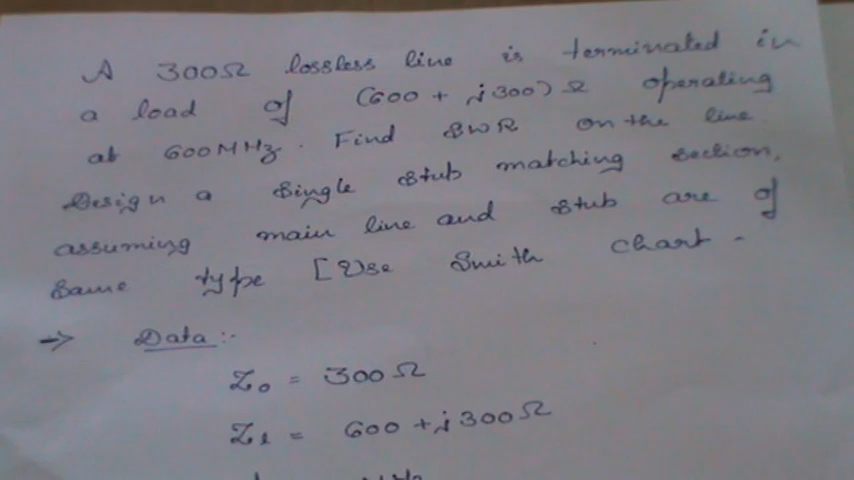 A 300Ω lossless line is terminated in
a load of (600 + j300) Ω operating
at 600MHz. Find SWR on the line
Design a single stub matching section,
assuming main line and stub are of
same type [Use Smith chart.
→ Data :-
Z₀ = 300Ω
Zₗ = 600 + j300Ω